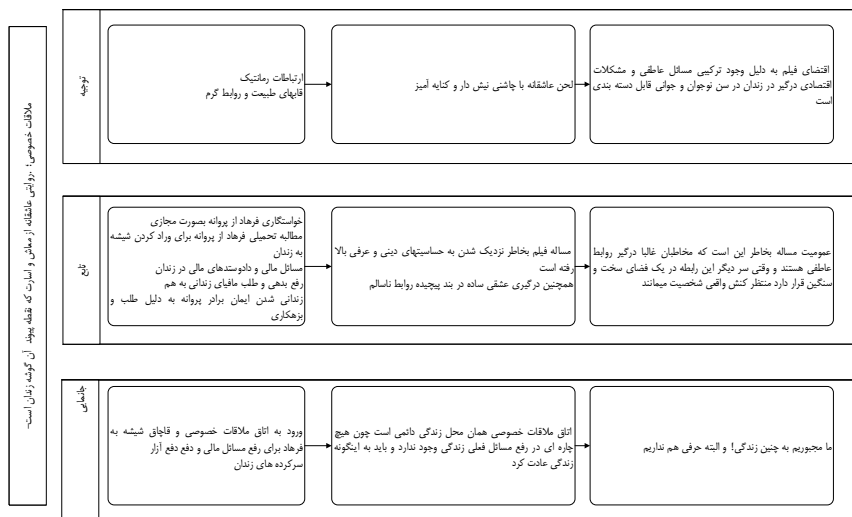 ملاقات خصوصی؛ روایتی عاشقانه از معاش و اسارت که نقطه پیوند آن گوشه زندان است-
توجیه
ارتباطات رمانتیک
قابهای طبیعت و روابط گرم
لحن عاشقانه با چاشنی نیش دار و کنایه آمیز
اقتضای فیلم به دلیل وجود ترکیبی مسائل عاطفی و مشکلات
اقتصادی درگیر در زندان در سن نوجوان و جوانی قابل دسته بندی
است
تابع
خواستگاری فرهاد از پروانه بصورت مجازی
مطالبه تحمیلی فرهاد از پروانه برای وراد کردن شیشه
به زندان
مسائل مالی و دادوستدهای مالی در زندان
رفع بدهی و طلب مافیای زندانی به هم
زندانی شدن ایمان برادر پروانه به دلیل طلب و
بزهکاری
مساله فیلم بخاطر نزدیک شدن به حساسیتهای دینی و عرفی بالا
رفته است
همچنین درگیری عشقی ساده در بند پیچیده روابط ناسالم
عمومیت مساله بخاطر این است که مخاطبان غالبا درگیر روابط
عاطفی هستند و وقتی سر دیگر این رابطه در یک فضای سخت و
سنگین قرار دارد منتظر کنش واقعی شخصیت میمانند
جانمایی
ورود به اتاق ملاقات خصوصی و قاچاق شیشه به
فرهاد برای رفع مسائل مالی و دفع دفع آزار
سرکرده های زندان
اتاق ملاقات خصوصی همان محل زندگی دائمی است چون هیچ
چاره ای در رفع مسائل فعلی زندگی وجود ندارد و باید به اینگونه
زندگی عادت کرد
ما مجبوریم به چنین زندگی! و البته حرفی هم نداریم